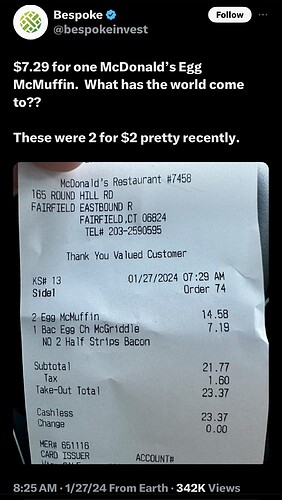 Bespoke
@bespokeinvest
Follow
$7.29 for one McDonald's Egg
McMuffin. What has the world come
to??
These were 2 for $2 pretty recently.
McDonald's Restaurant #7458
165 ROUND HILL RD
FAIRFIELD EASTBOUND R
FAIRFIELD,CT 06824
TEL# 203-2590595
Thank You Valued Customer
KS# 13 01/27/2024 07:29 AM
Side1 Order 74
2 Egg McMuffin 14.58
1 Bac Egg Ch McGriddle 7.19
NO 2 Half Strips Bacon
Subtotal 21.77
Tax 1.60
Take-Out Total 23.37
Cashless 23.37
Change 0.00
MER# 651116
CARD ISSUER ACCOUNT#
8:25 AM · 1/27/24 From Earth · 342K Views